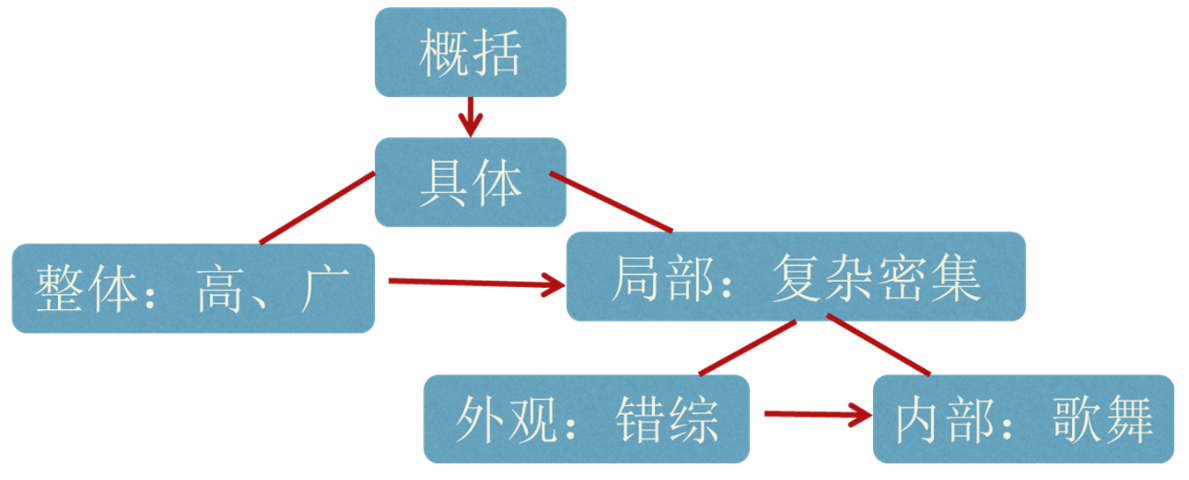 概括
具体
整体：高、广
局部：复杂密集
外观：错综
内部：歌舞